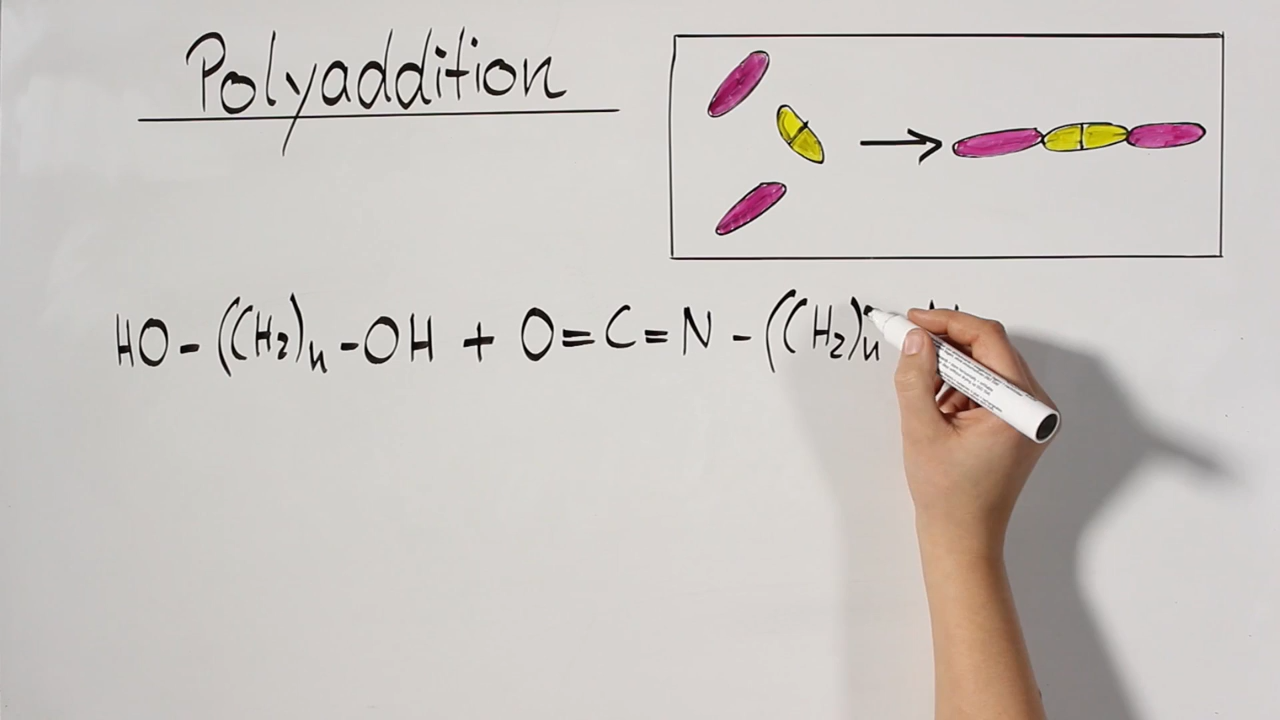 Polyaddition
HO-(CH₂)n-OH + O=C=N-(CH₂)n